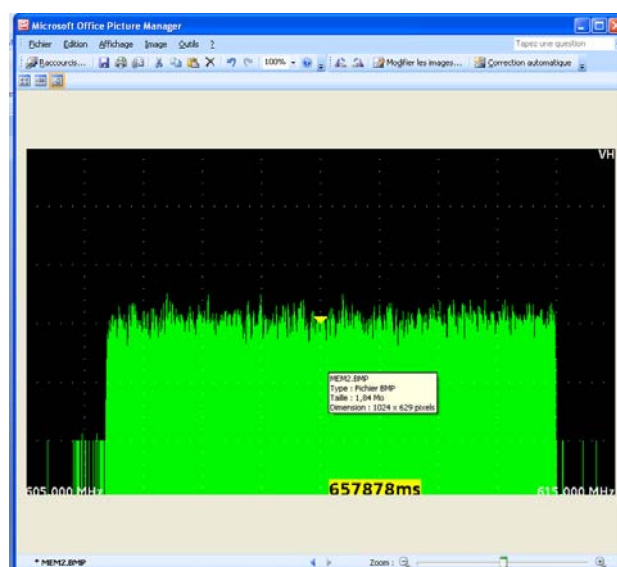 Microsoft Office Picture Manager
Fichier Edition Affichage Image Outils ?
Tapez une question
Raccourcis... 100% Modifier les images... Correction automatique
VH
MEM2.BMP
Type : Fichier BMP
Taille : 1,84 Mo
Dimension : 1024 x 629 pixels
605.000 MHz 657878ms 615.000 MHz
* MEM2.BMP Zoom :